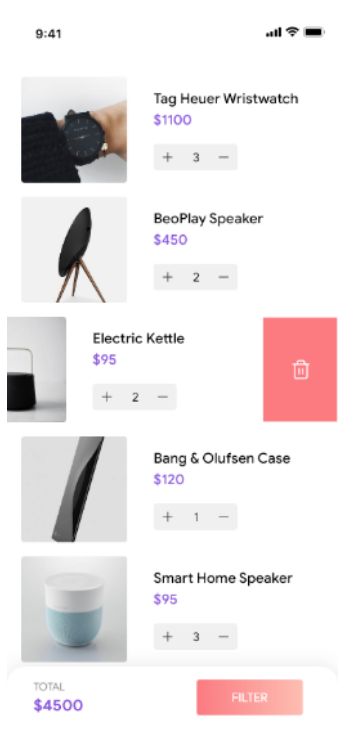 9:41
Tag Heuer Wristwatch
$1100
+ 3 −
BeoPlay Speaker
$450
+ 2 −
Electric Kettle
$95
+ 2 −
Bang & Olufsen Case
$120
+ 1 −
Smart Home Speaker
$95
+ 3 −
TOTAL
$4500
FILTER